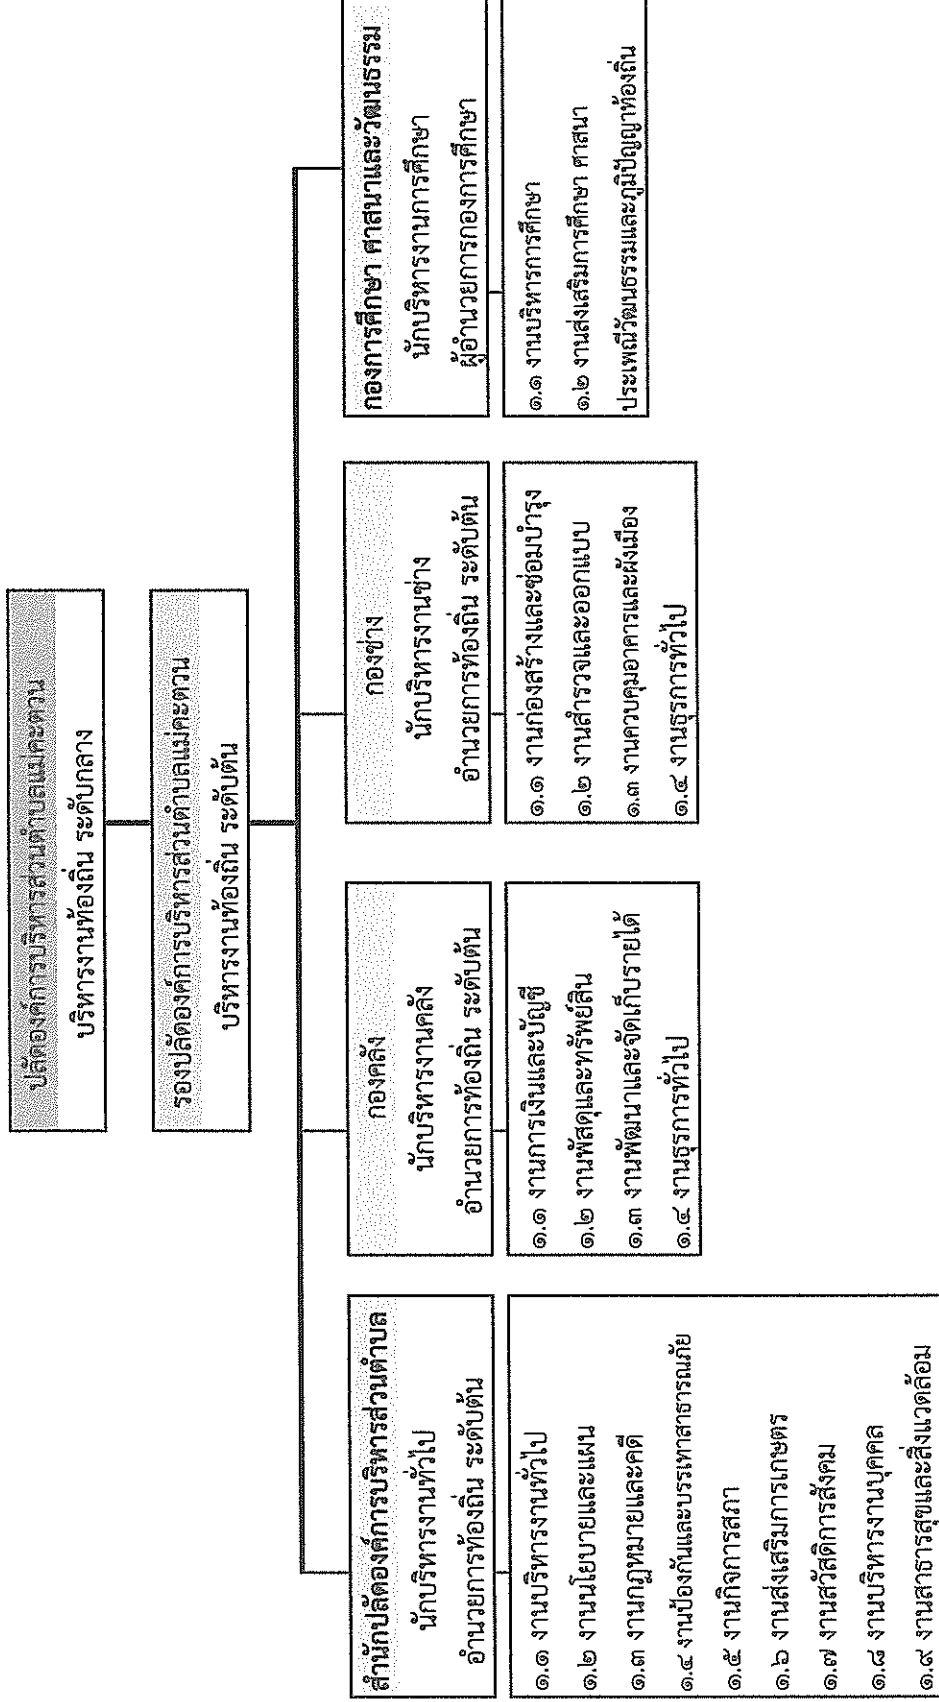 ปลัดองค์การบริหารส่วนตำบลแม่คะตวน
บริหารงานท้องถิ่น ระดับกลาง
รองปลัดองค์การบริหารส่วนตำบลแม่คะตวน
บริหารงานท้องถิ่น ระดับต้น
สำนักปลัดองค์การบริหารส่วนตำบล
นักบริหารงานทั่วไป
อำนวยการท้องถิ่น ระดับต้น
๑.๑ งานบริหารงานทั่วไป
๑.๒ งานนโยบายและแผน
๑.๓ งานกฎหมายและคดี
๑.๔ งานป้องกันและบรรเทาสาธารณภัย
๑.๕ งานกิจการสภา
๑.๖ งานส่งเสริมการเกษตร
๑.๗ งานสวัสดิการสังคม
๑.๘ งานบริหารงานบุคคล
๑.๙ งานสาธารสุขและสิ่งแวดล้อม
กองคลัง
นักบริหารงานคลัง
อำนวยการท้องถิ่น ระดับต้น
๑.๑ งานการเงินและบัญชี
๑.๒ งานพัสดุและทรัพย์สิน
๑.๓ งานพัฒนาและจัดเก็บรายได้
๑.๔ งานธุรการทั่วไป
กองช่าง
นักบริหารงานช่าง
อำนวยการท้องถิ่น ระดับต้น
๑.๑ งานก่องสร้างและซ่อมบำรุง
๑.๒ งานสำรวจและออกแบบ
๑.๓ งานควบคุมอาคารและผังเมือง
๑.๔ งานธุรการทั่วไป
กองการศึกษา ศาสนาและวัฒนธรรม
นักบริหารงานการศึกษา
ผู้อำนวยการกองการศึกษา
๑.๑ งานบริหารการศึกษา
๑.๒ งานส่งเสริมการศึกษา ศาสนา
ประเพณีวัฒนธรรมและภูมิปัญญาท้องถิ่น